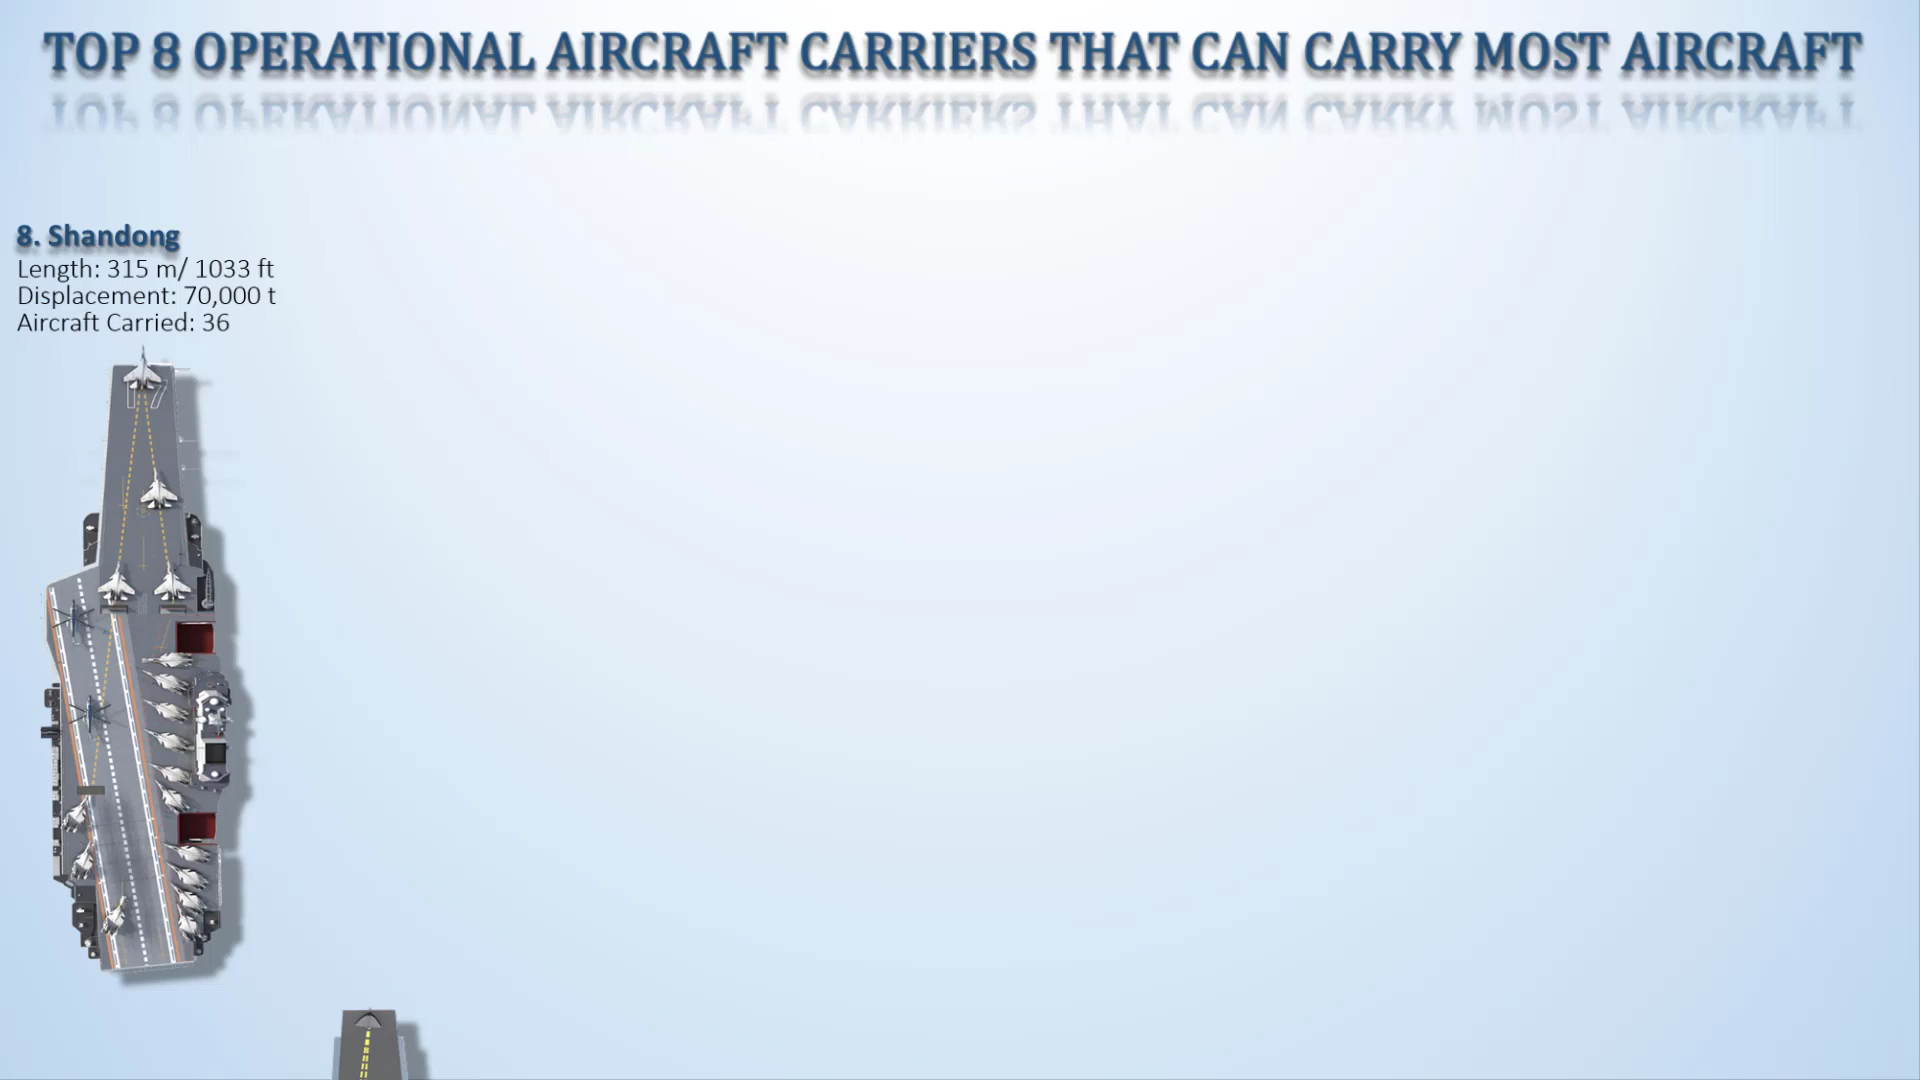 TOP 8 OPERATIONAL AIRCRAFT CARRIERS THAT CAN CARRY MOST AIRCRAFT
8. Shandong
Length: 315 m/ 1033 ft
Displacement: 70,000 t
Aircraft Carried: 36
17